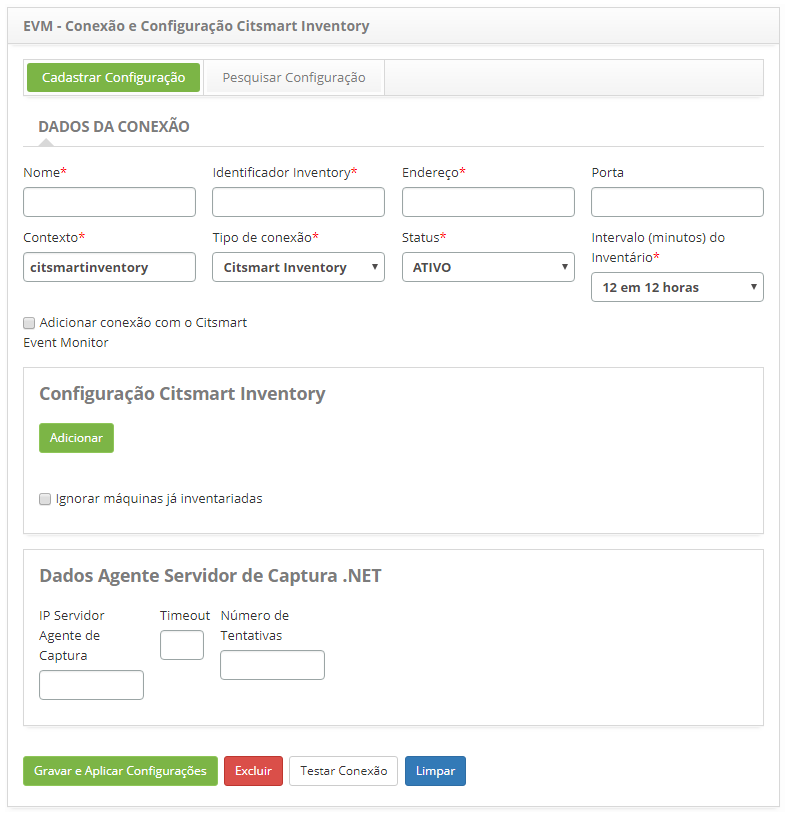 EVM - Conexão e Configuração Citsmart Inventory
Cadastrar Configuração
Pesquisar Configuração
DADOS DA CONEXÃO
Nome*
Identificador Inventory*
Endereço*
Porta
Contexto*
Tipo de conexão*
Status*
Intervalo (minutos) do
Inventário*
citsmartinventory
Citsmart Inventory
ATIVO
12 em 12 horas
Adicionar conexão com o Citsmart
Event Monitor
Configuração Citsmart Inventory
Adicionar
Ignorar máquinas já inventariadas
Dados Agente Servidor de Captura .NET
IP Servidor
Agente de
Captura
Timeout
Número de
Tentativas
Gravar e Aplicar Configurações
Excluir
Testar Conexão
Limpar